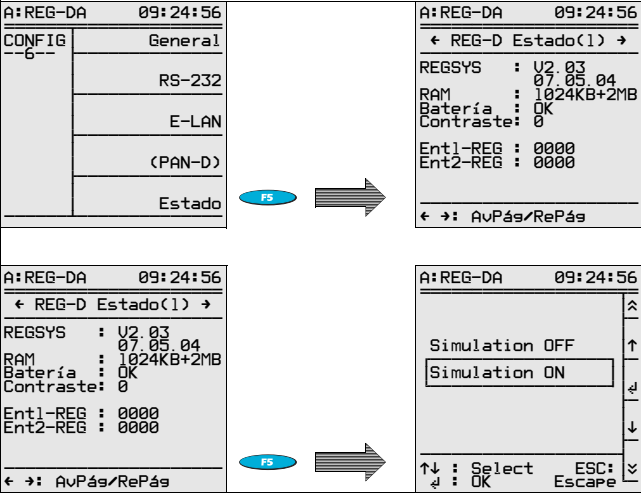 A:REG-DA 09:24:56
CONFIG General
--6--
RS-232
E-LAN
(PAN-D)
Estado
F5
A:REG-DA 09:24:56
← REG-D Estado(1) →
REGSYS : V2.03
07.05.04
RAM : 1024KB+2MB
Batería : OK
Contraste: 0
Ent1-REG : 0000
Ent2-REG : 0000
← →: AvPág/RePág
A:REG-DA 09:24:56
← REG-D Estado(1) →
REGSYS : V2.03
07.05.04
RAM : 1024KB+2MB
Batería : OK
Contraste: 0
Ent1-REG : 0000
Ent2-REG : 0000
← →: AvPág/RePág
F5
A:REG-DA 09:24:56
Simulation OFF
Simulation ON
↑↓ : Select ESC:
↲ : OK Escape